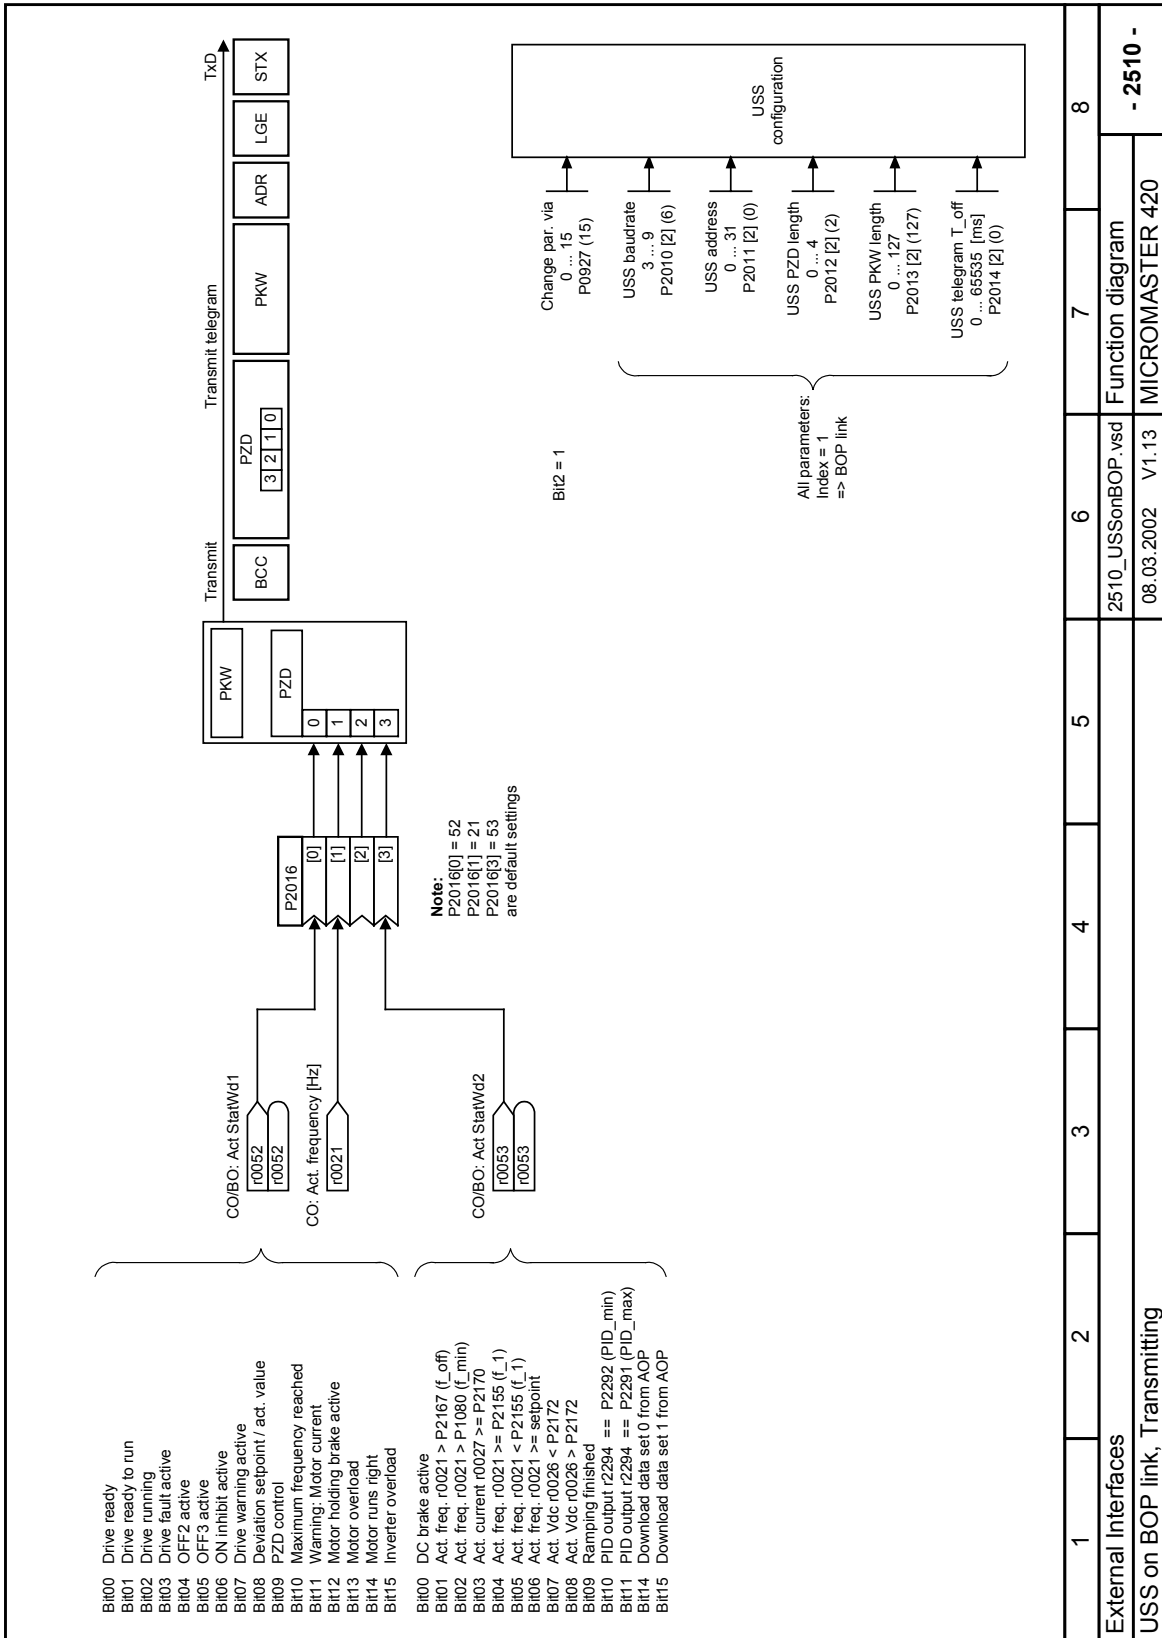 Bit00 Drive ready
Bit01 Drive ready to run
Bit02 Drive running
Bit03 Drive fault active
Bit04 OFF2 active
Bit05 OFF3 active
Bit06 ON inhibit active
Bit07 Drive warning active
Bit08 Deviation setpoint / act. value
Bit09 PZD control
Bit10 Maximum frequency reached
Bit11 Warning: Motor current
Bit12 Motor holding brake active
Bit13 Motor overload
Bit14 Motor runs right
Bit15 Inverter overload
Bit00 DC brake active
Bit01 Act. freq. r0021 > P2167 (f_off)
Bit02 Act. freq. r0021 > P1080 (f_min)
Bit03 Act. current r0027 >= P2170
Bit04 Act. freq. r0021 >= P2155 (f_1)
Bit05 Act. freq. r0021 < P2155 (f_1)
Bit06 Act. freq. r0021 >= setpoint
Bit07 Act. Vdc r0026 < P2172
Bit08 Act. Vdc r0026 > P2172
Bit09 Ramping finished
Bit10 PID output r2294 == P2292 (PID_min)
Bit11 PID output r2294 == P2291 (PID_max)
Bit14 Download data set 0 from AOP
Bit15 Download data set 1 from AOP
CO/BO: Act StatWd1
r0052
r0052
CO: Act. frequency [Hz]
r0021
CO/BO: Act StatWd2
r0053
r0053
P2016
[0]
[1]
[2]
[3]
Note:
P2016[0] = 52
P2016[1] = 21
P2016[3] = 53
are default settings
PKW
PZD
0
1
2
3
Transmit
Transmit telegram
TxD
BCC
PZD
3 2 1 0
PKW
ADR
LGE
STX
Bit2 = 1
All parameters:
Index = 1
=> BOP link
Change par. via
0 ... 15
P0927 (15)
USS baudrate
3 ... 9
P2010 [2] (6)
USS address
0 ... 31
P2011 [2] (0)
USS PZD length
0 ... 4
P2012 [2] (2)
USS PKW length
0 ... 127
P2013 [2] (127)
USS telegram T_off
0 ... 65535 [ms]
P2014 [2] (0)
USS
configuration
1 2 3 4 5 6 7 8
External Interfaces
2510_USSonBOP.vsd
Function diagram
- 2510 -
USS on BOP link, Transmitting
08.03.2002 V1.13
MICROMASTER 420